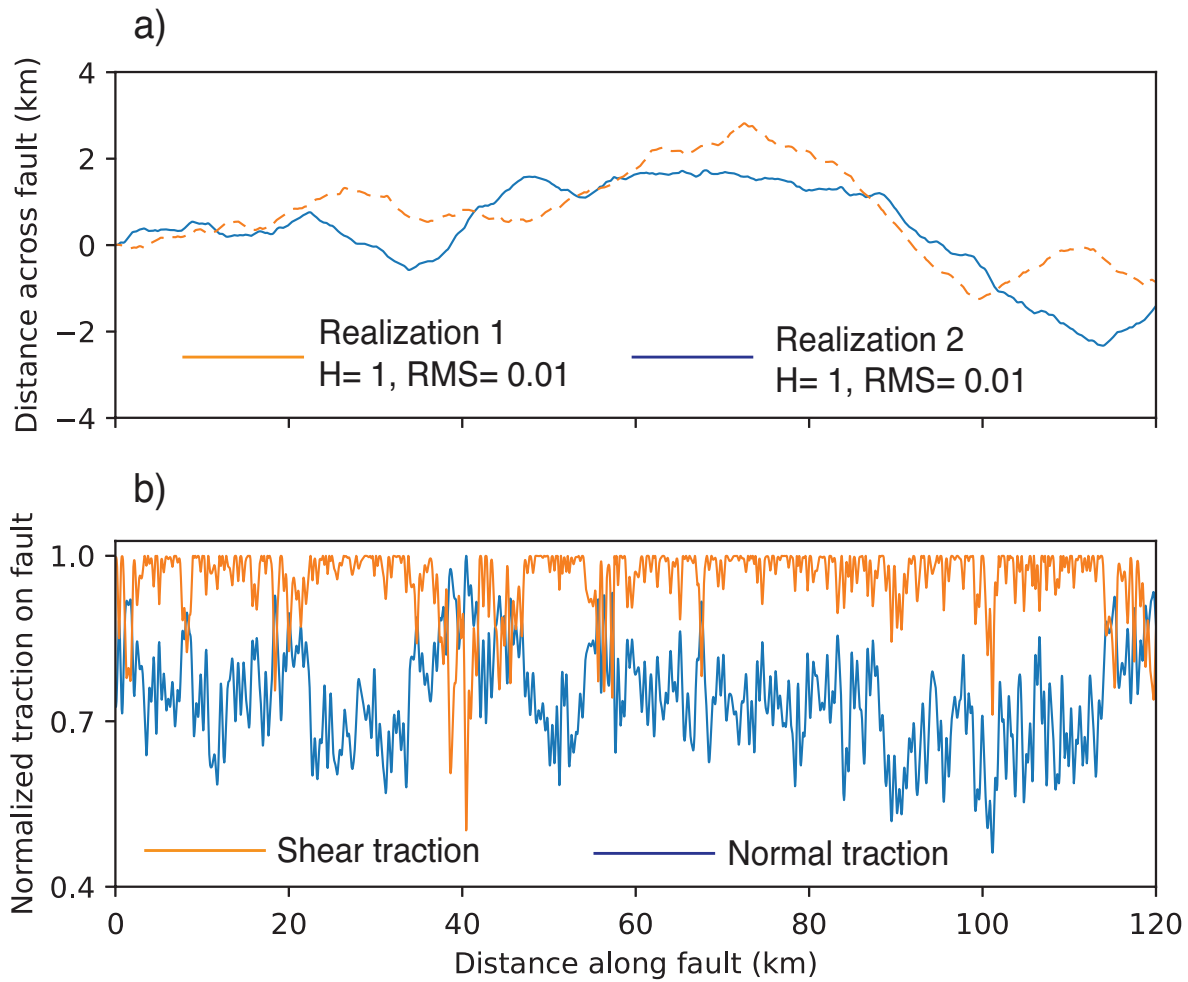 a)
Distance across fault (km)
4
2
0
−2
−4
Realization 1
H= 1, RMS= 0.01
Realization 2
H= 1, RMS= 0.01
b)
Normalized traction on fault
1.0
0.7
0.4
Shear traction
Normal traction
0 20 40 60 80 100 120
Distance along fault (km)